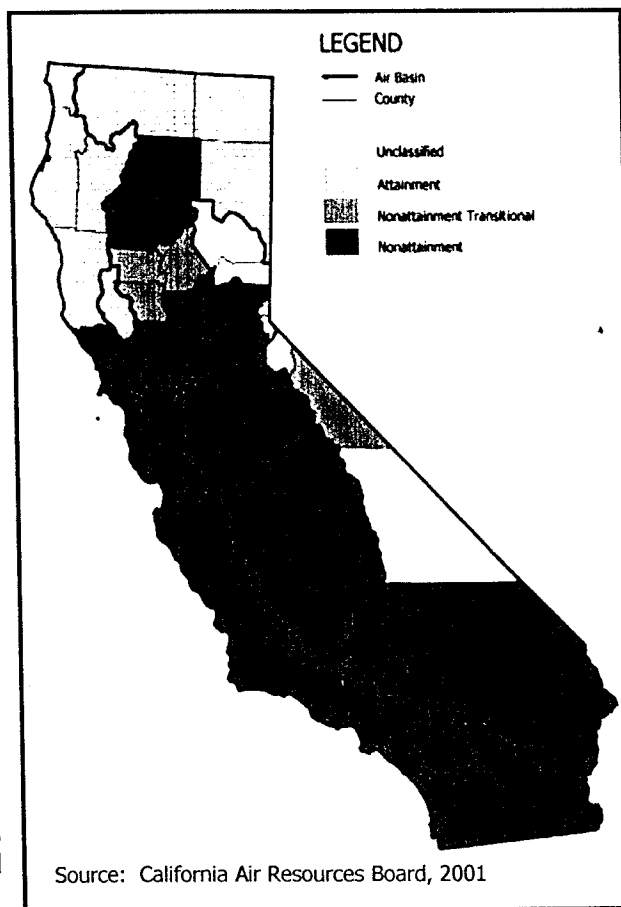 LEGEND
Air Basin
County
Unclassified
Attainment
Nonattainment Transitional
Nonattainment
Source: California Air Resources Board, 2001